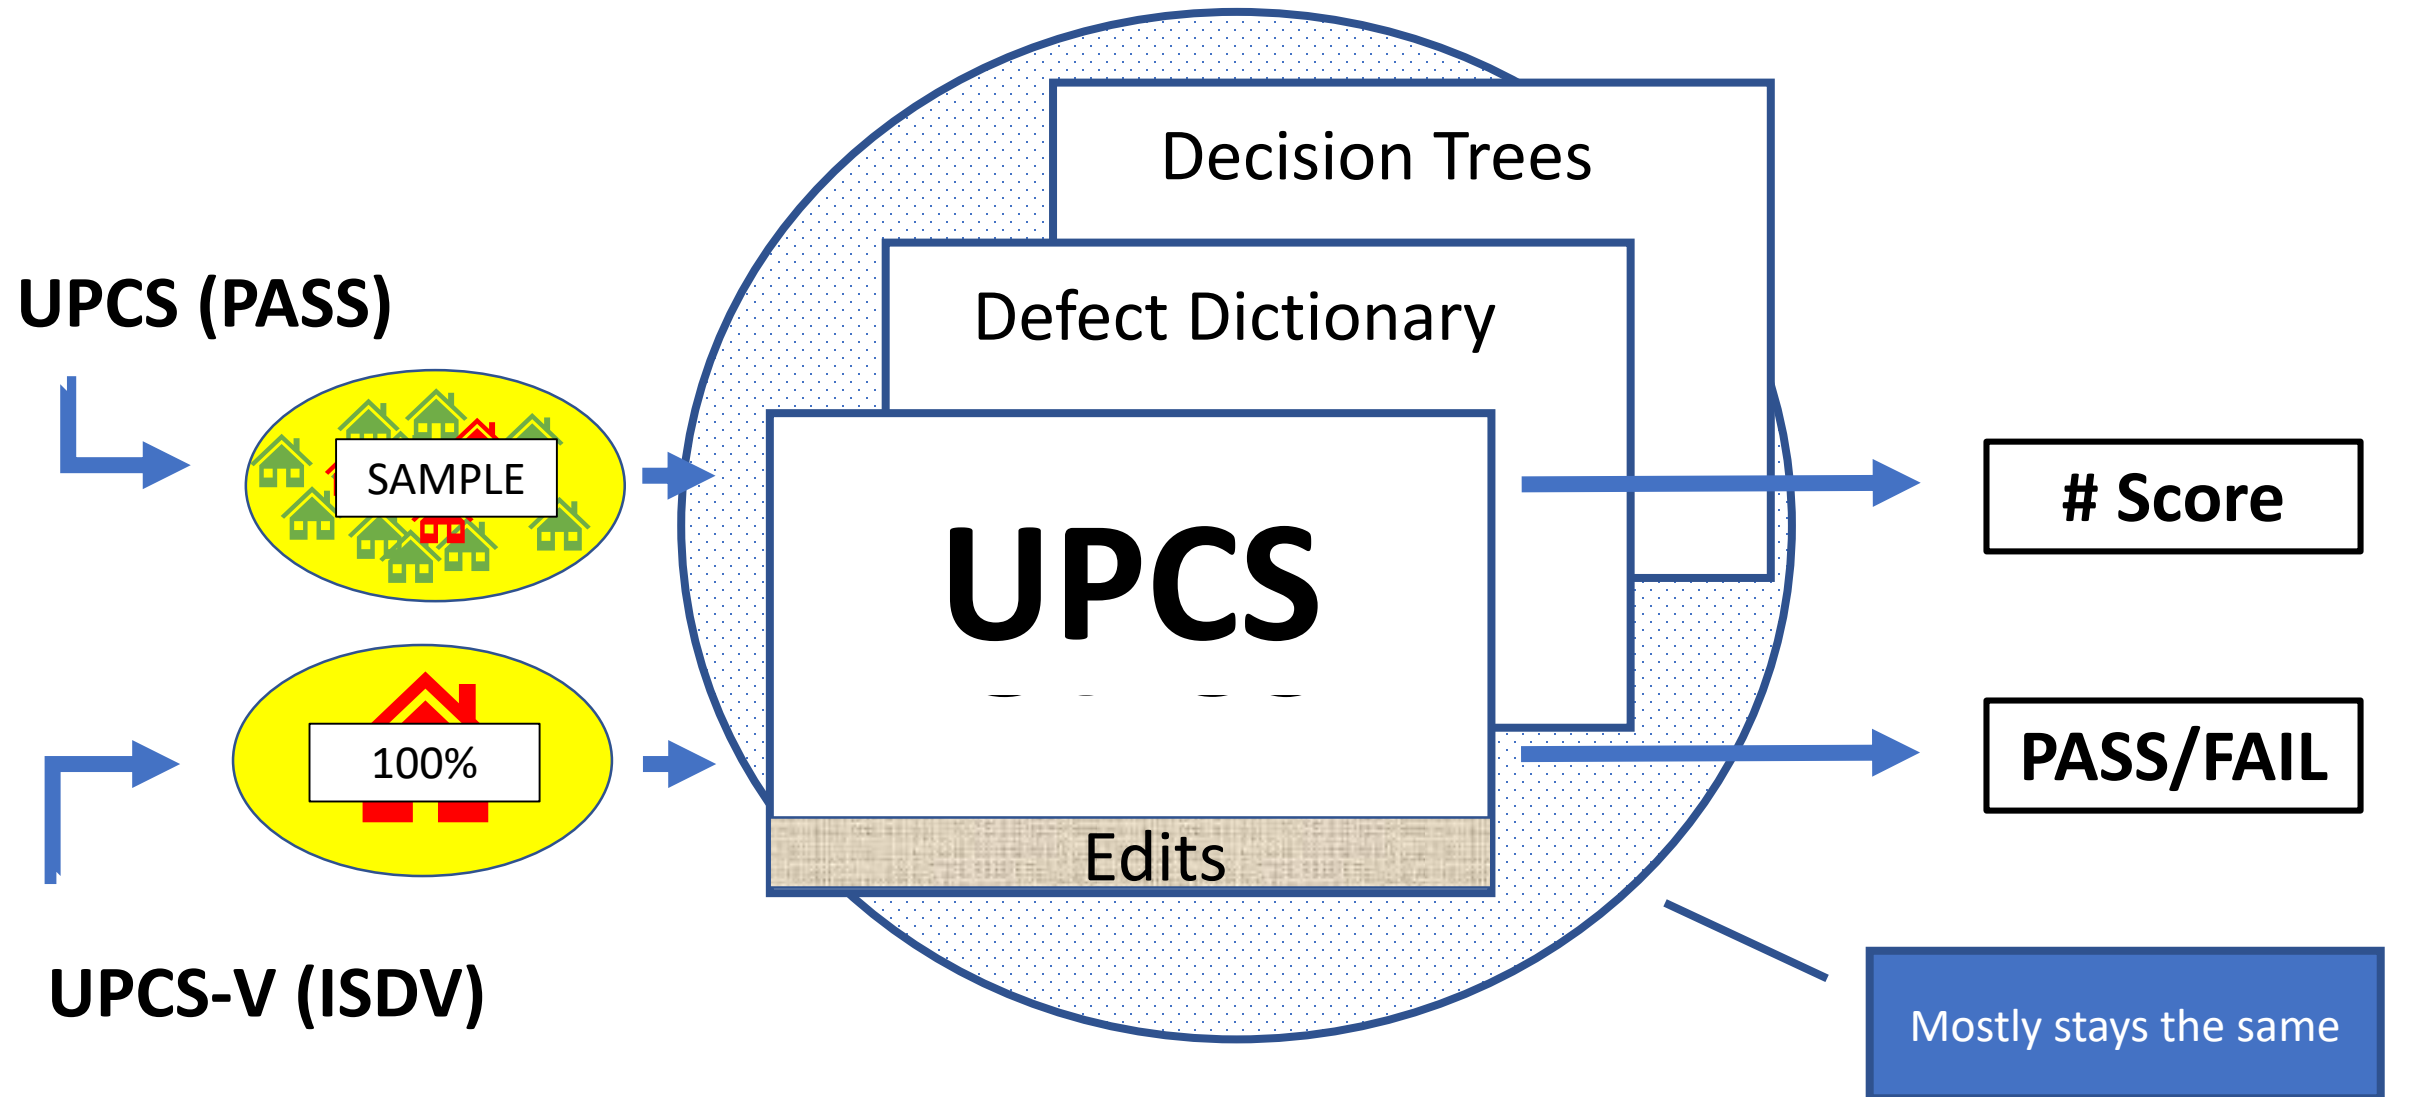 Decision Trees
Defect Dictionary
UPCS (PASS)
SAMPLE
UPCS
# Score
100%
PASS/FAIL
Edits
UPCS-V (ISDV)
Mostly stays the same